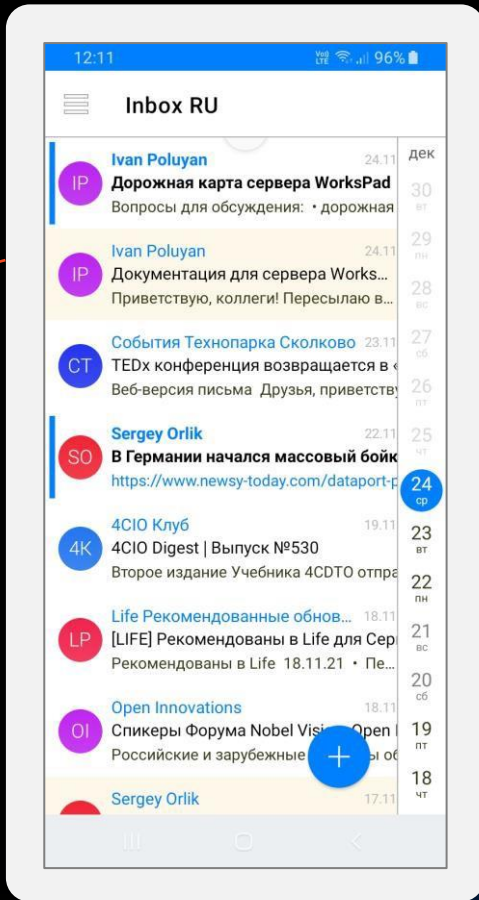 12:11 VoD LTE 96%
Inbox RU
IP Ivan Poluyan 24.11
Дорожная карта сервера WorksPad
Вопросы для обсуждения: • дорожная
IP Ivan Poluyan 24.11
Документация для сервера Works...
Приветствую, коллеги! Пересылаю в...
СТ События Технопарка Сколково 23.11
TEDx конференция возвращается в «
Веб-версия письма Друзья, приветству
SO Sergey Orlik 22.11
В Германии начался массовый бойк
https://www.newsy-today.com/dataport-p
4К 4CIO Клуб 19.11
4CIO Digest | Выпуск №530
Второе издание Учебника 4CDTO отпра
LP Life Рекомендованные обнов... 18.11
[LIFE] Рекомендованы в Life для Сер
Рекомендованы в Life 18.11.21 • Пе...
OI Open Innovations 18.11
Спикеры Форума Nobel Visi Open
Российские и зарубежные ы об
Sergey Orlik 17.11
дек
30
вт
29
пн
28
вс
27
сб
26
пт
25
чт
24
ср
23
вт
22
пн
21
вс
20
сб
19
пт
18
чт